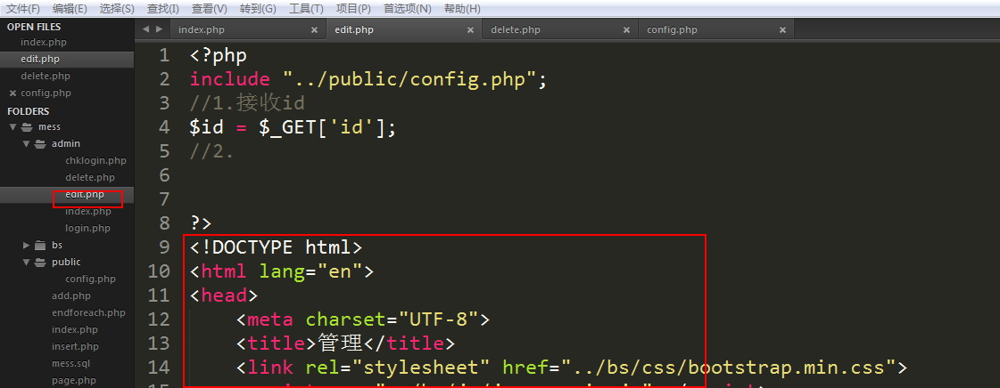 文件(F) 编辑(E) 选择(S) 查找(I) 查看(V) 转到(G) 工具(T) 项目(P) 首选项(N) 帮助(H)
OPEN FILES
index.php
edit.php
delete.php
config.php
FOLDERS
mess
admin
chklogin.php
delete.php
edit.php
index.php
login.php
bs
public
config.php
add.php
endforeach.php
index.php
insert.php
mess.sql
page.php
index.php edit.php delete.php config.php
1 <?php
2 include "../public/config.php";
3 //1.接收id
4 $id = $_GET['id'];
5 //2.
6
7
8 ?>
9 <!DOCTYPE html>
10 <html lang="en">
11 <head>
12 <meta charset="UTF-8">
13 <title>管理</title>
14 <link rel="stylesheet" href="../bs/css/bootstrap.min.css">